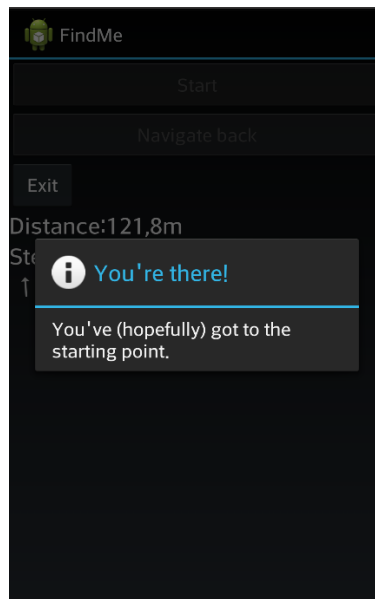 FindMe
Start
Navigate back
Exit
Distance:121,8m
You're there!
You've (hopefully) got to the
starting point.